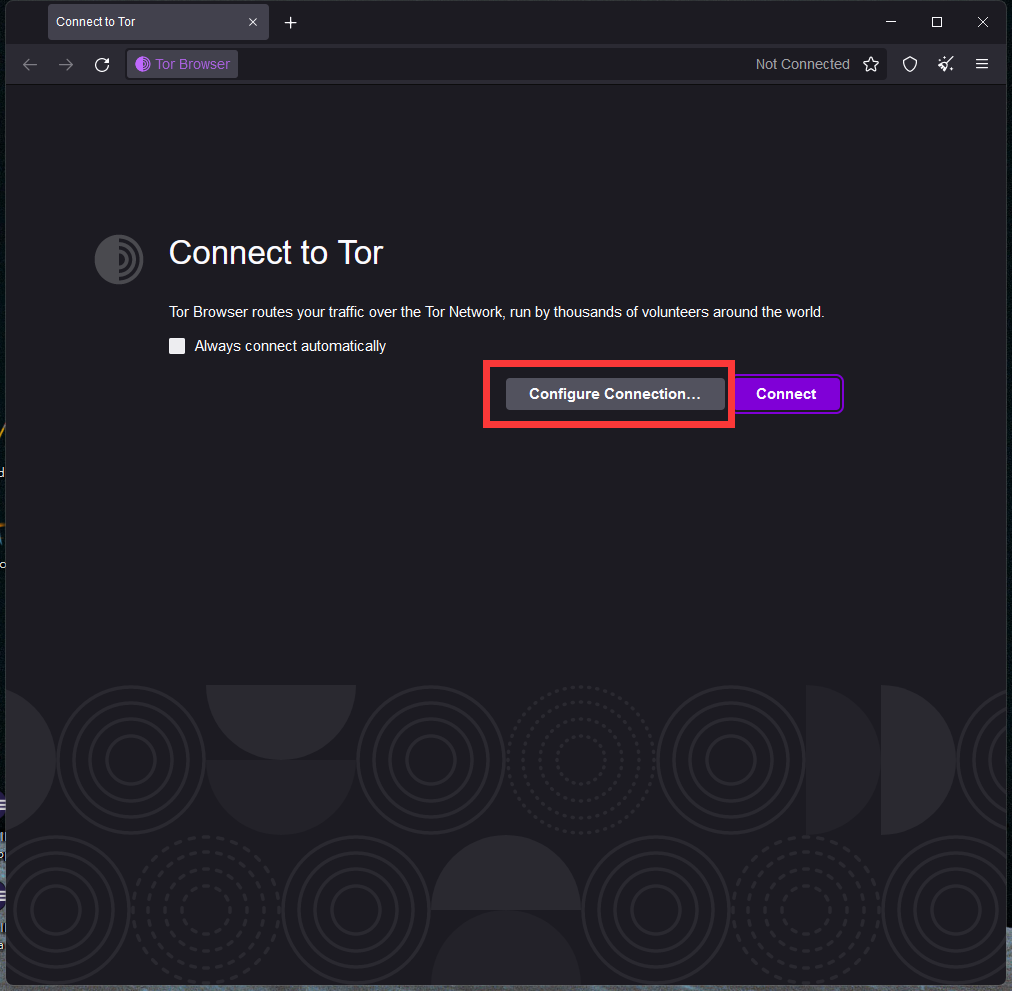 Connect to Tor
Tor Browser
Not Connected
Connect to Tor
Tor Browser routes your traffic over the Tor Network, run by thousands of volunteers around the world.
Always connect automatically
Configure Connection...
Connect